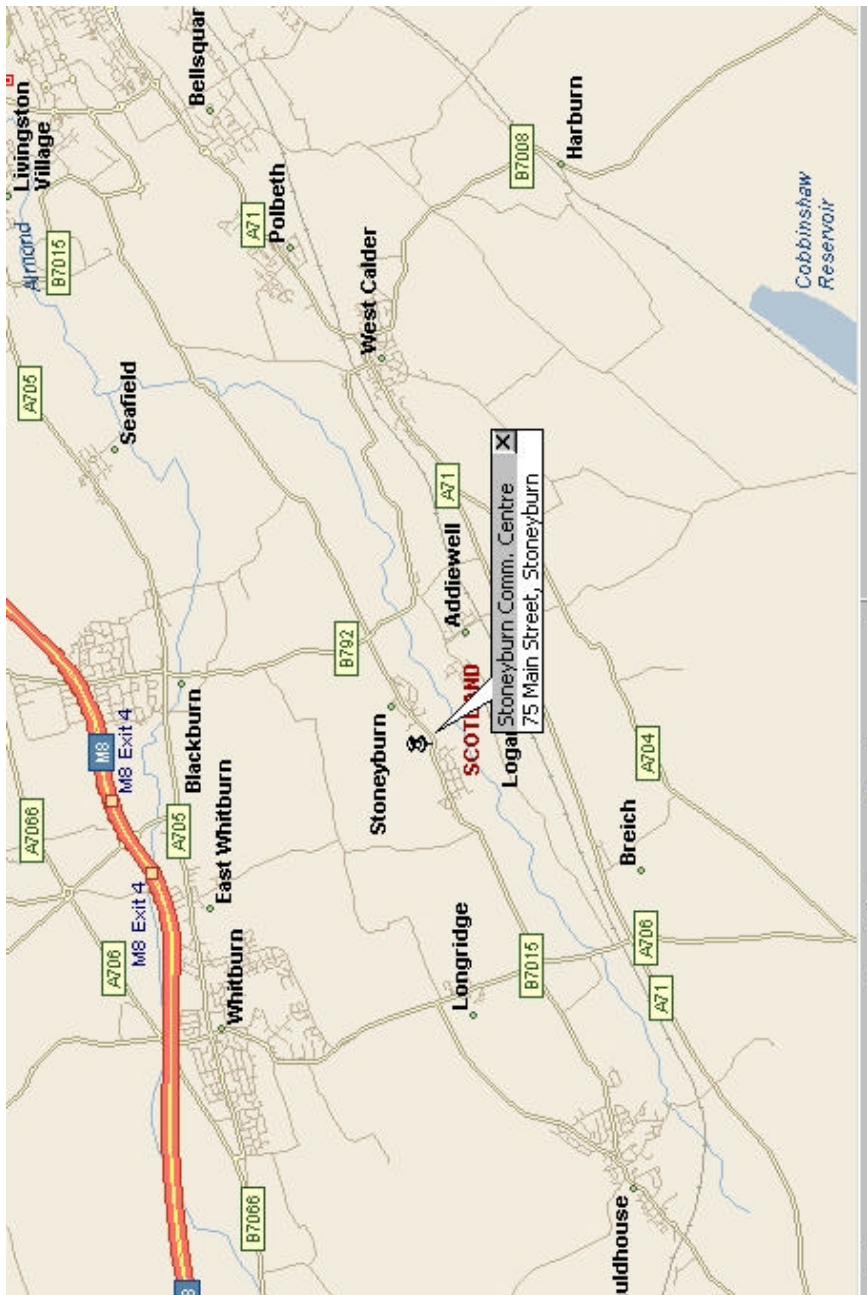 Livingston
Village
Almond
A705
A7066
B7015
M8
A706
M8 Exit 4
Seafield
M8 Exit 4
A705
Blackburn
Bellsquar
East Whitburn
Whitburn
B7066
A71
Polbeth
B792
West Calder
Stoneyburn
A71
Addiewell
Longridge
SCOTLAND
Stoneyburn Comm. Centre
75 Main Street, Stoneyburn
B7015
B7008
Harburn
uldhouse
Breich
A706
A704
A71
Cobbinshaw
Reservoir